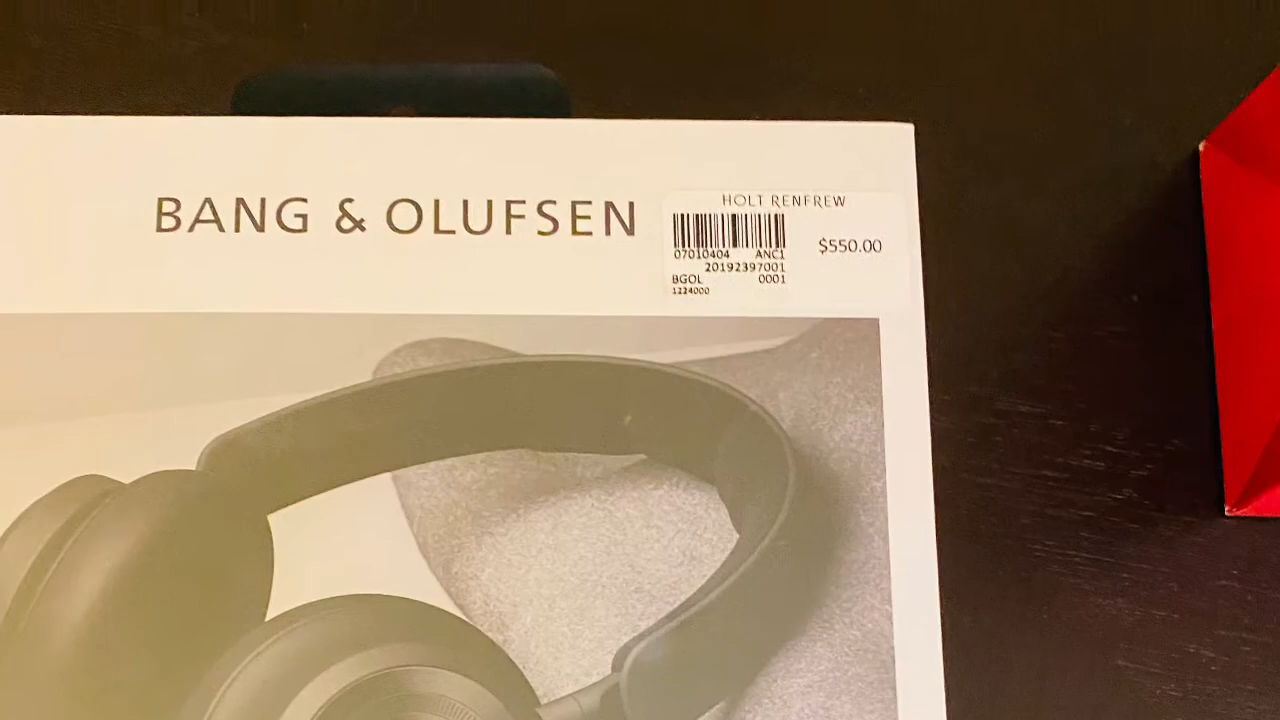 BANG & OLUFSEN
HOLT RENFREW
$550.00
07010404 ANC1
20192397001
BGOL 0001
1224000